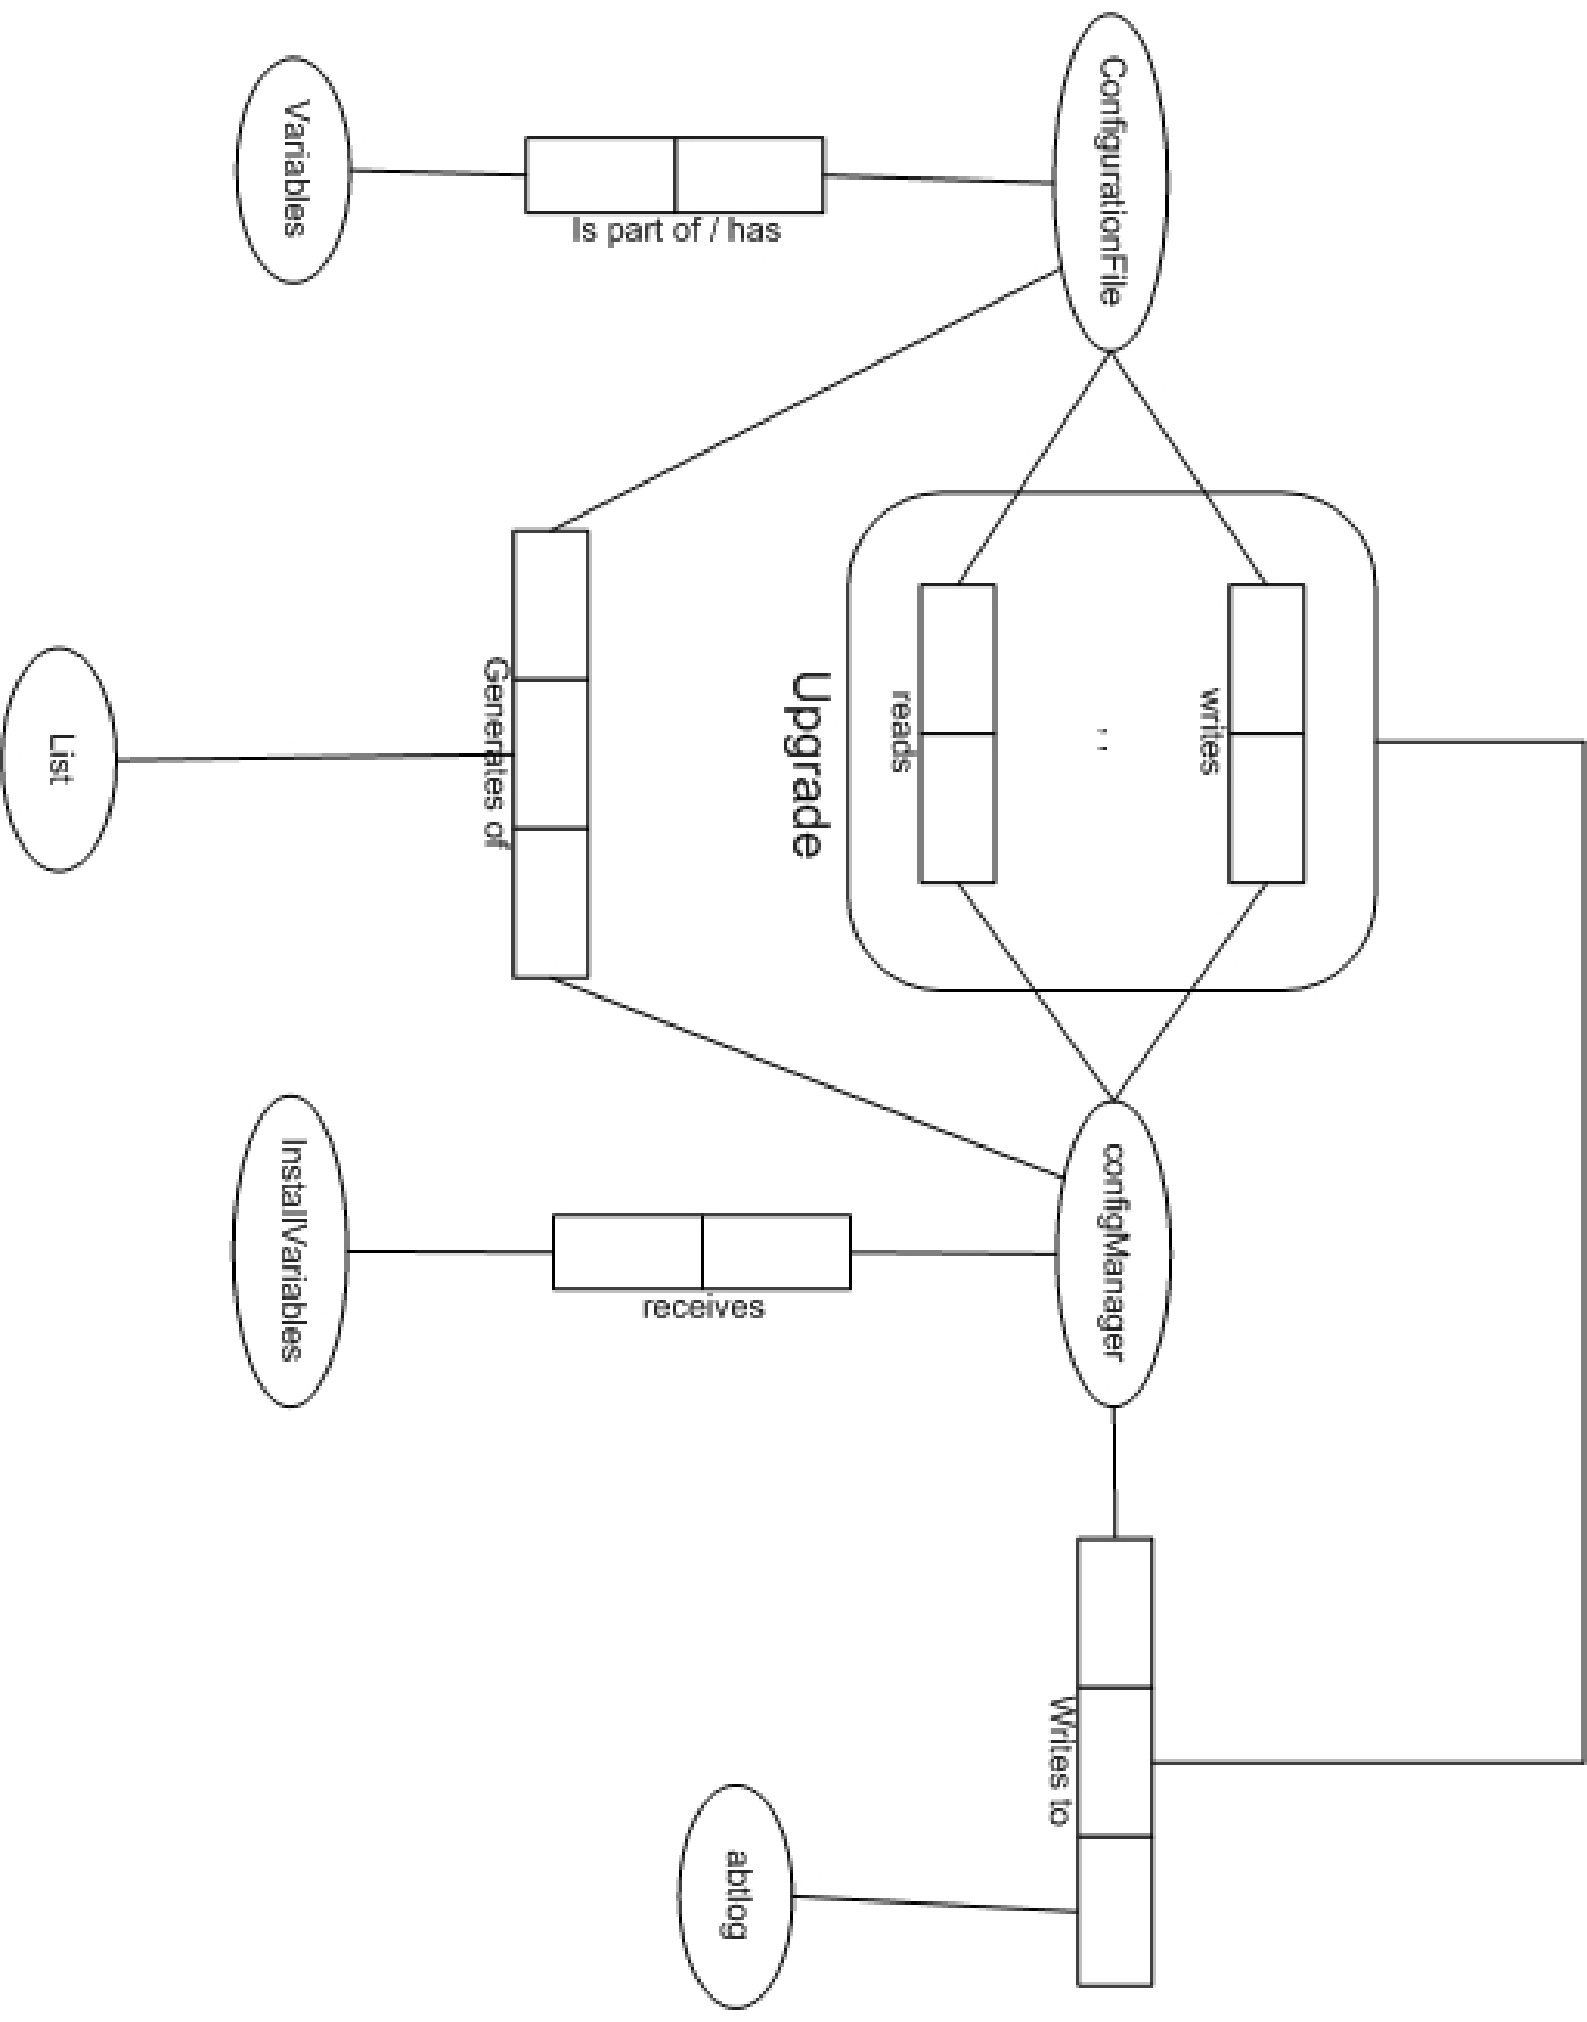 ConfigurationFile
writes
reads
Upgrade
configManager
Writes to
Is part of / has
Generates of
receives
abtlog
Variables
InstallVariables
List